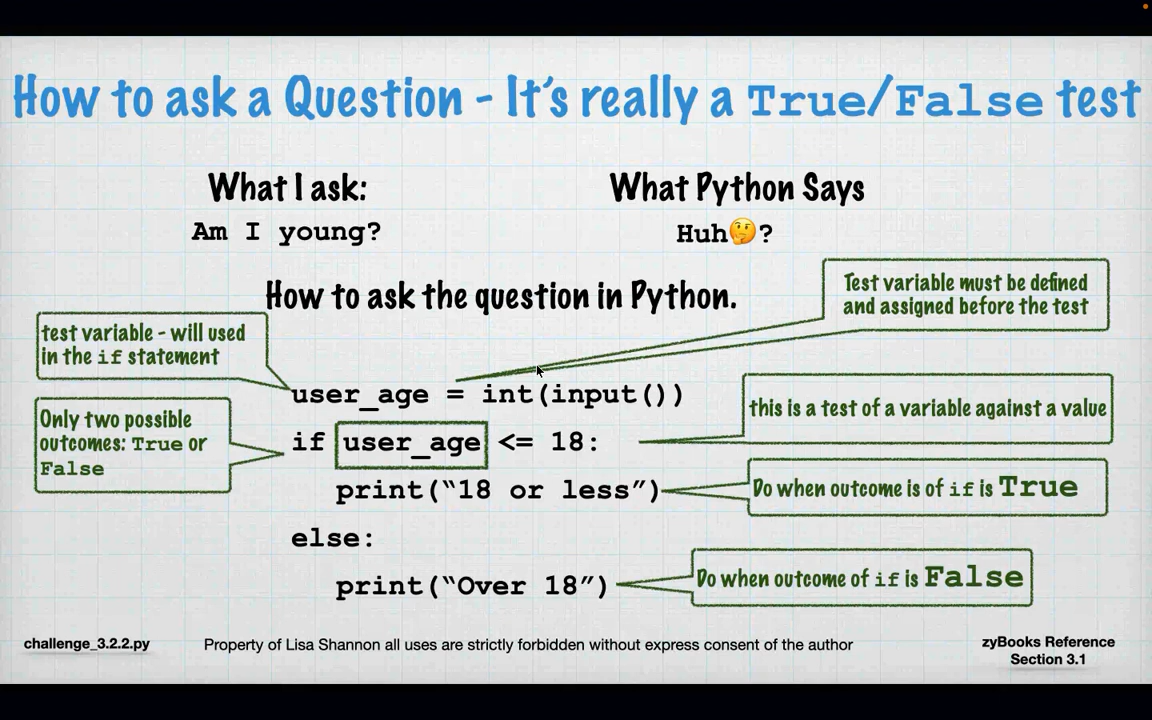 How to ask a Question - It's really a True/False test
What I ask:
Am I young?
What Python Says
Huh🤔?
How to ask the question in Python.
Test variable must be defined
and assigned before the test
test variable - will used
in the if statement
user_age = int(input())
Only two possible
outcomes: True or
False
if user_age <= 18:
this is a test of a variable against a value
print(“18 or less”)
Do when outcome is of if is True
else:
print(“Over 18”)
Do when outcome of if is False
challenge_3.2.2.py
Property of Lisa Shannon all uses are strictly forbidden without express consent of the author
zyBooks Reference
Section 3.1